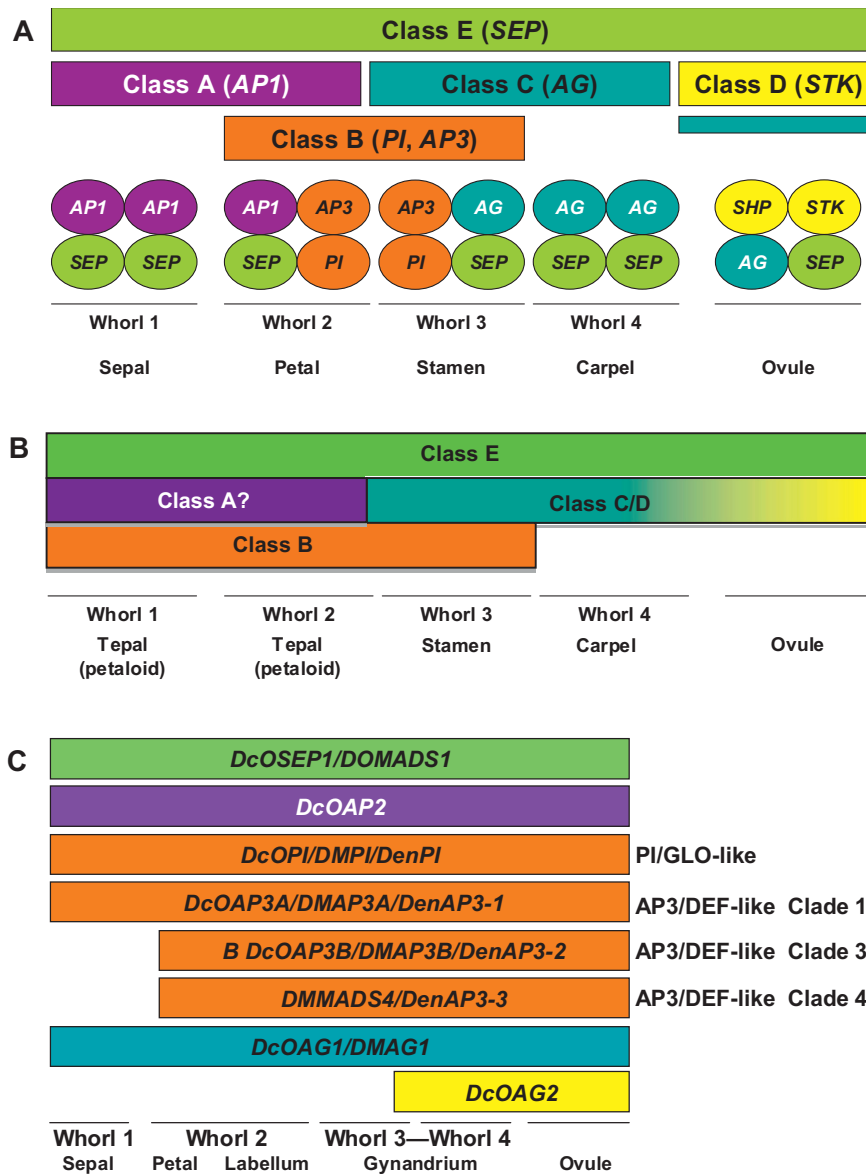 A
Class E (SEP)
Class A (AP1) Class C (AG) Class D (STK)
Class B (PI, AP3)
AP1 AP1 AP1 AP3 AP3 AG AG AG SHP STK
SEP SEP SEP PI PI SEP SEP SEP AG SEP
Whorl 1 Whorl 2 Whorl 3 Whorl 4
Sepal Petal Stamen Carpel Ovule
B
Class E
Class A? Class C/D
Class B
Whorl 1 Whorl 2 Whorl 3 Whorl 4
Tepal Tepal Stamen Carpel Ovule
(petaloid) (petaloid)
C
DcOSEP1/DOMADS1
DcOAP2
DcOPI/DMPI/DenPI PI/GLO-like
DcOAP3A/DMAP3A/DenAP3-1 AP3/DEF-like Clade 1
B DcOAP3B/DMAP3B/DenAP3-2 AP3/DEF-like Clade 3
DMMADS4/DenAP3-3 AP3/DEF-like Clade 4
DcOAG1/DMAG1
DcOAG2
Whorl 1 Whorl 2 Whorl 3—Whorl 4
Sepal Petal Labellum Gynandrium Ovule